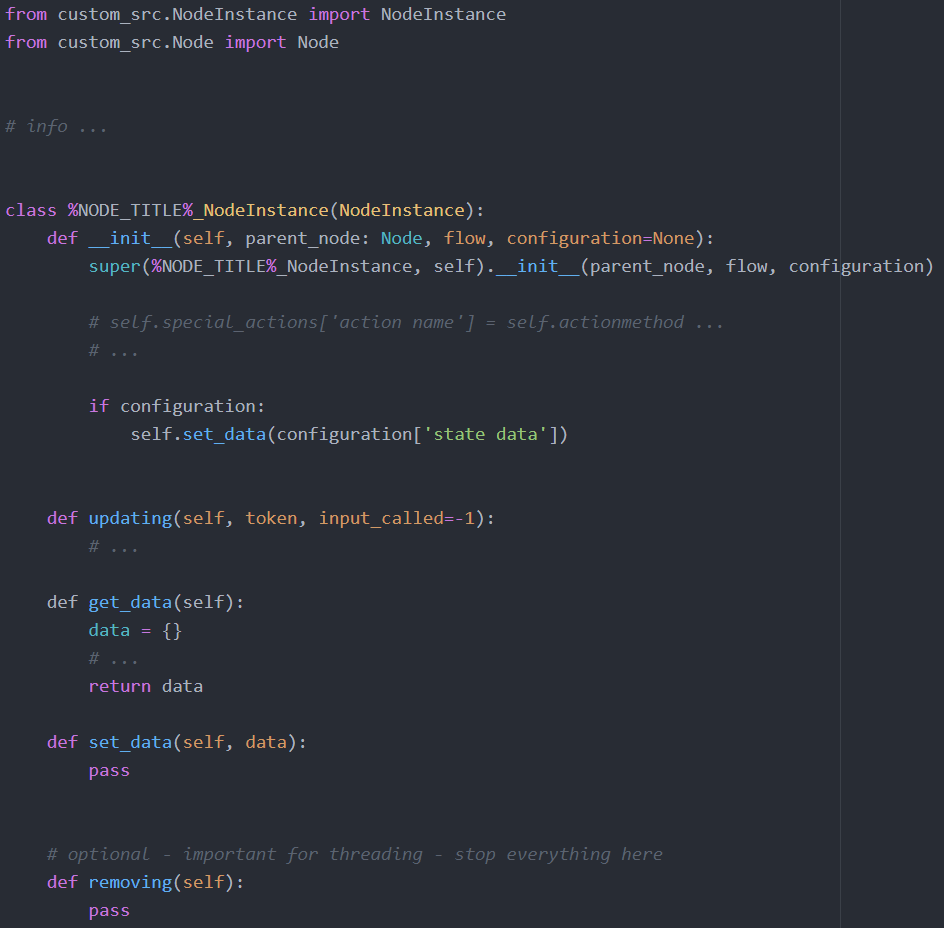 from custom_src.NodeInstance import NodeInstance
from custom_src.Node import Node
# info ...
class %NODE_TITLE%_NodeInstance(NodeInstance):
    def __init__(self, parent_node: Node, flow, configuration=None):
        super(%NODE_TITLE%_NodeInstance, self).__init__(parent_node, flow, configuration)
        # self.special_actions['action name'] = self.actionmethod ...
        # ...
        if configuration:
            self.set_data(configuration['state data'])
    def updating(self, token, input_called=-1):
        # ...
    def get_data(self):
        data = {}
        # ...
        return data
    def set_data(self, data):
        pass
    # optional - important for threading - stop everything here
    def removing(self):
        pass